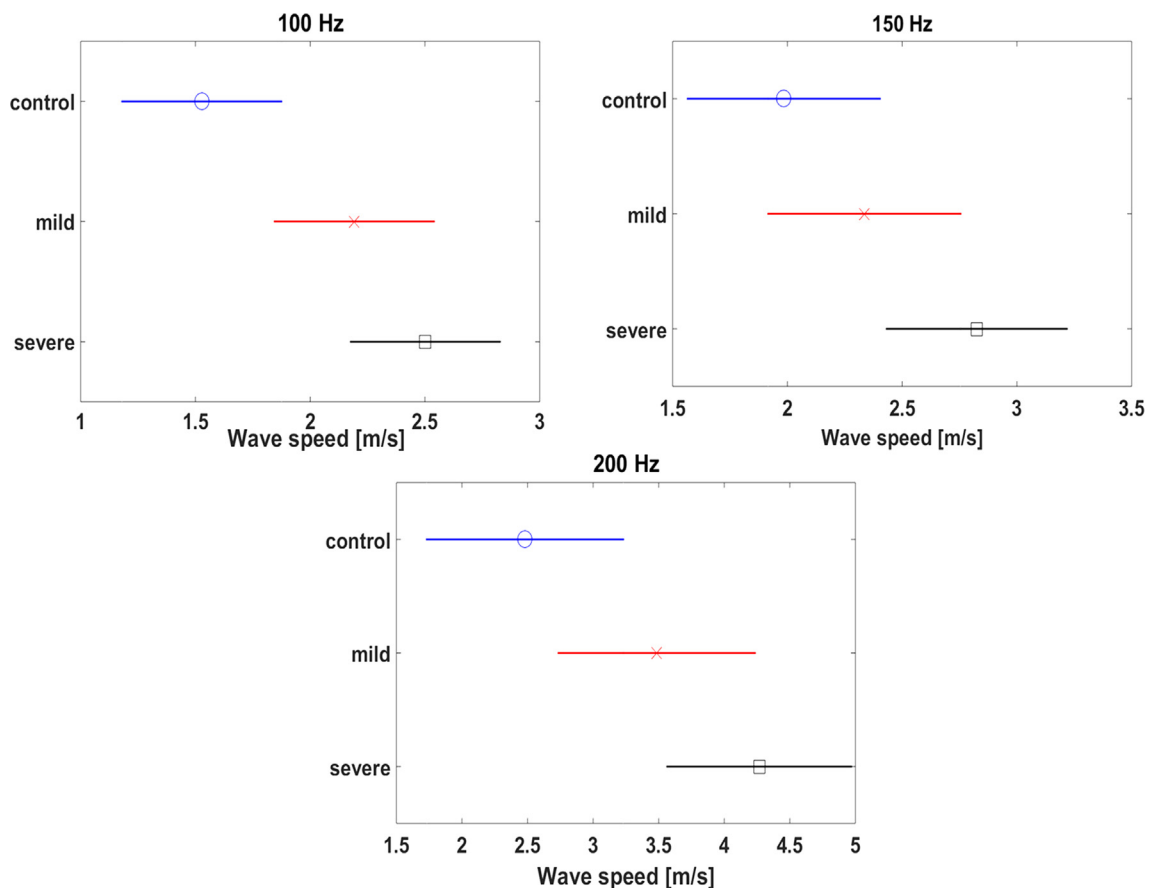 100 Hz
control
mild
severe
1 1.5 2 2.5 3
Wave speed [m/s]
150 Hz
control
mild
severe
1.5 2 2.5 3 3.5
Wave speed [m/s]
200 Hz
control
mild
severe
1.5 2 2.5 3 3.5 4 4.5 5
Wave speed [m/s]